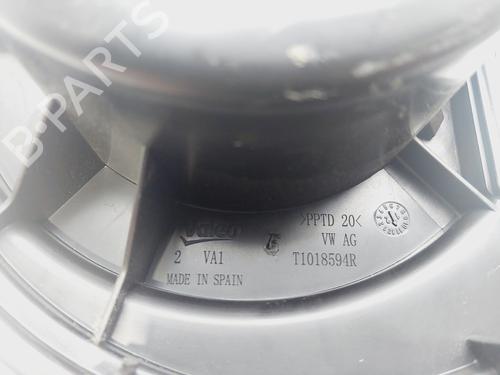 B-PARTS
Valeo
2 VA1
MADE IN SPAIN
>PPTD 20<
VW AG
T1018594R